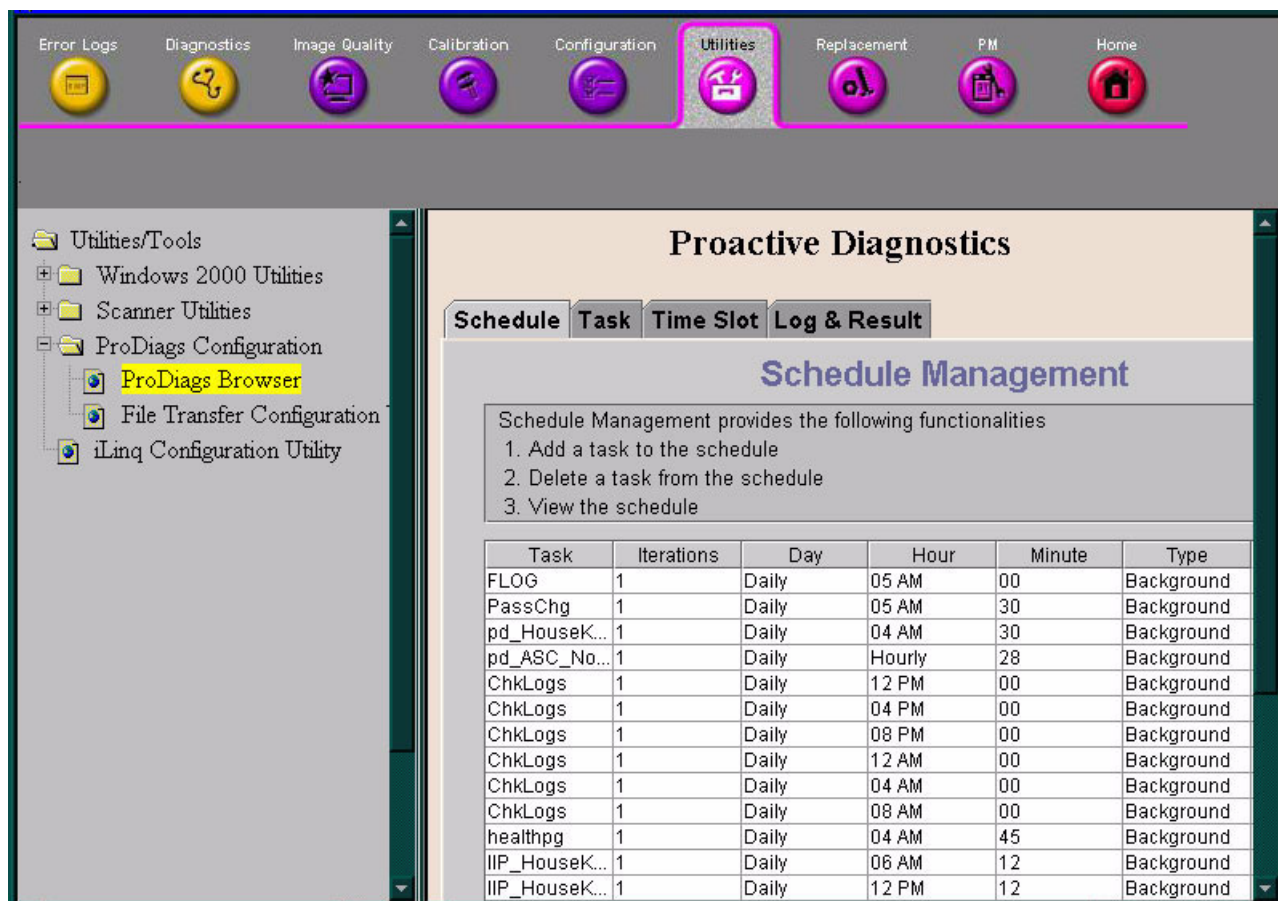 Error Logs Diagnostics Image Quality Calibration Configuration Utilities Replacement PM Home
Utilities/Tools
Windows 2000 Utilities
Scanner Utilities
ProDiags Configuration
ProDiags Browser
File Transfer Configuration
iLinq Configuration Utility
Proactive Diagnostics
Schedule Task Time Slot Log & Result
Schedule Management
Schedule Management provides the following functionalities
1. Add a task to the schedule
2. Delete a task from the schedule
3. View the schedule
Task Iterations Day Hour Minute Type
FLOG 1 Daily 05 AM 00 Background
PassChg 1 Daily 05 AM 30 Background
pd_HouseK... 1 Daily 04 AM 30 Background
pd_ASC_No... 1 Daily Hourly 28 Background
ChkLogs 1 Daily 12 PM 00 Background
ChkLogs 1 Daily 04 PM 00 Background
ChkLogs 1 Daily 08 PM 00 Background
ChkLogs 1 Daily 12 AM 00 Background
ChkLogs 1 Daily 04 AM 00 Background
ChkLogs 1 Daily 08 AM 00 Background
healthpg 1 Daily 04 AM 45 Background
IIP_HouseK... 1 Daily 06 AM 12 Background
IIP_HouseK... 1 Daily 12 PM 12 Background